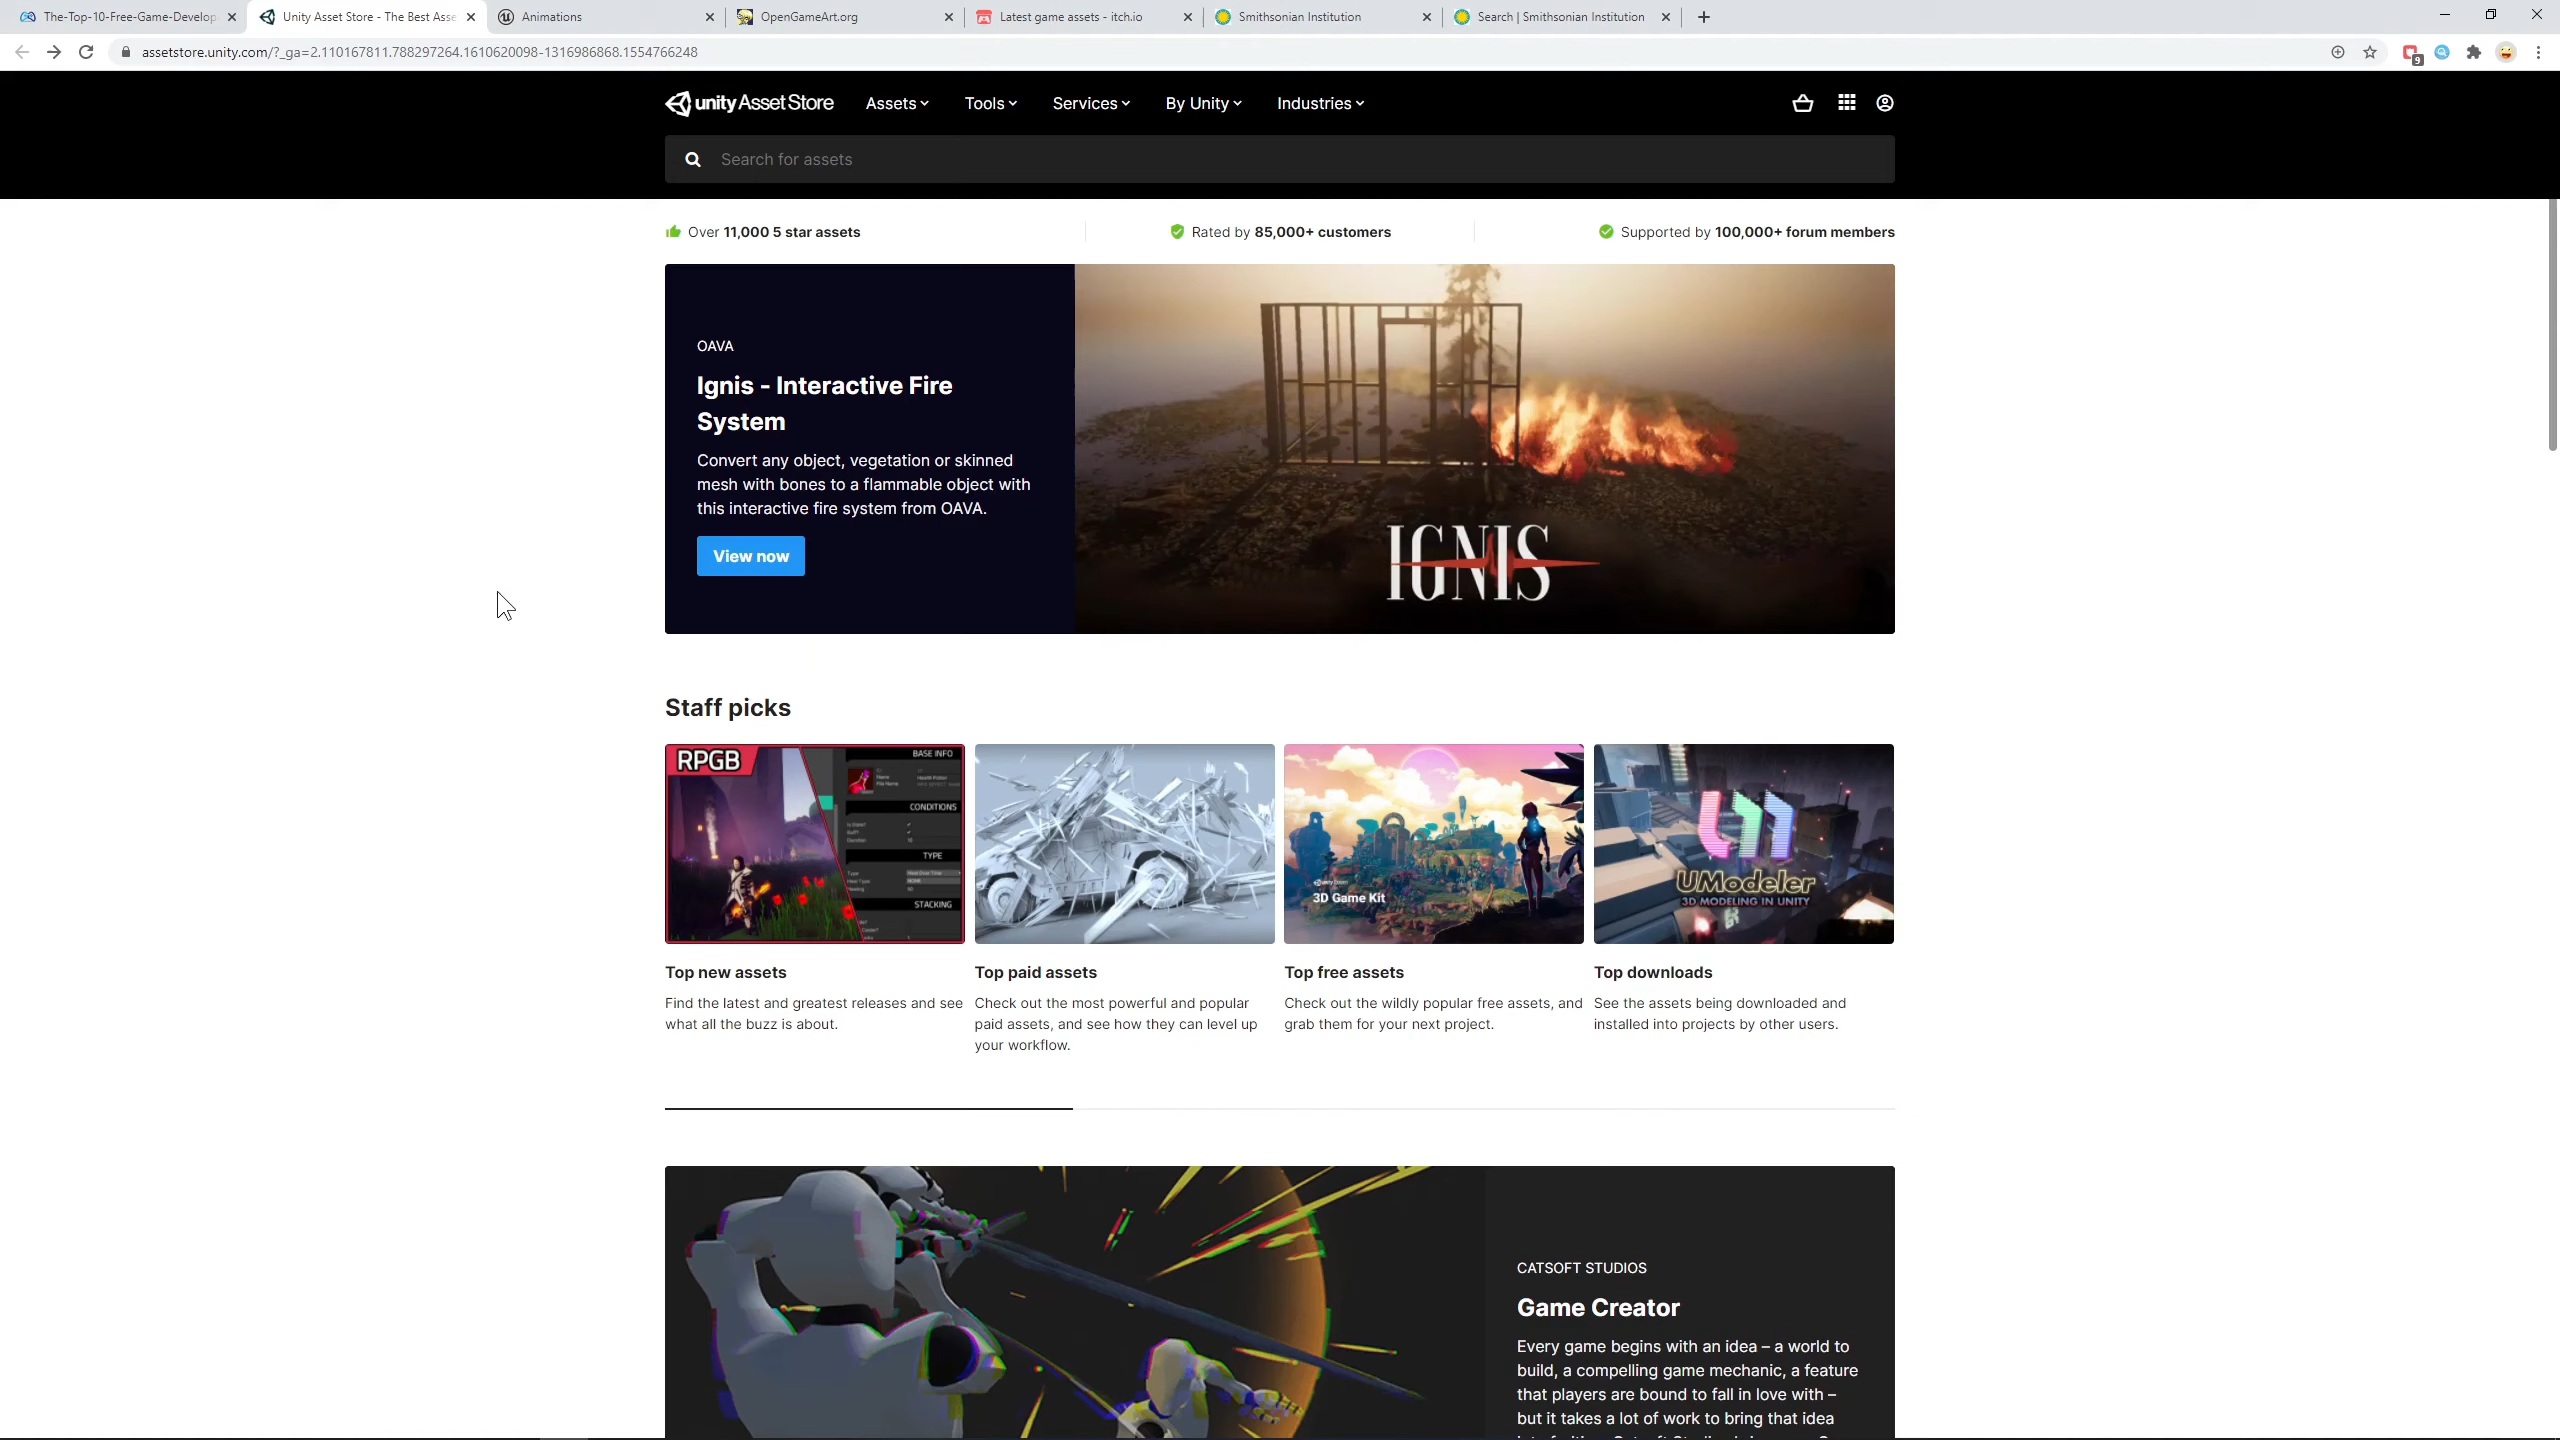 The-Top-10-Free-Game-Develop
Unity Asset Store - The Best Asse
Animations
OpenGameArt.org
Latest game assets - itch.io
Smithsonian Institution
Search | Smithsonian Institution
assetstore.unity.com/?_ga=2.110167811.788297264.1610620098-1316986868.1554766248
9
unity Asset Store
Assets
Tools
Services
By Unity
Industries
Search for assets
Over 11,000 5 star assets
Rated by 85,000+ customers
Supported by 100,000+ forum members
OAVA
Ignis - Interactive Fire
System
Convert any object, vegetation or skinned
mesh with bones to a flammable object with
this interactive fire system from OAVA.
View now
IGNIS
Staff picks
RPGB
BASE INFO
CONDITIONS
TYPE
STACKING
3D Game Kit
UModeler
3D MODELING IN UNITY
Top new assets
Find the latest and greatest releases and see
what all the buzz is about.
Top paid assets
Check out the most powerful and popular
paid assets, and see how they can level up
your workflow.
Top free assets
Check out the wildly popular free assets, and
grab them for your next project.
Top downloads
See the assets being downloaded and
installed into projects by other users.
CATSOFT STUDIOS
Game Creator
Every game begins with an idea – a world to
build, a compelling game mechanic, a feature
that players are bound to fall in love with –
but it takes a lot of work to bring that idea